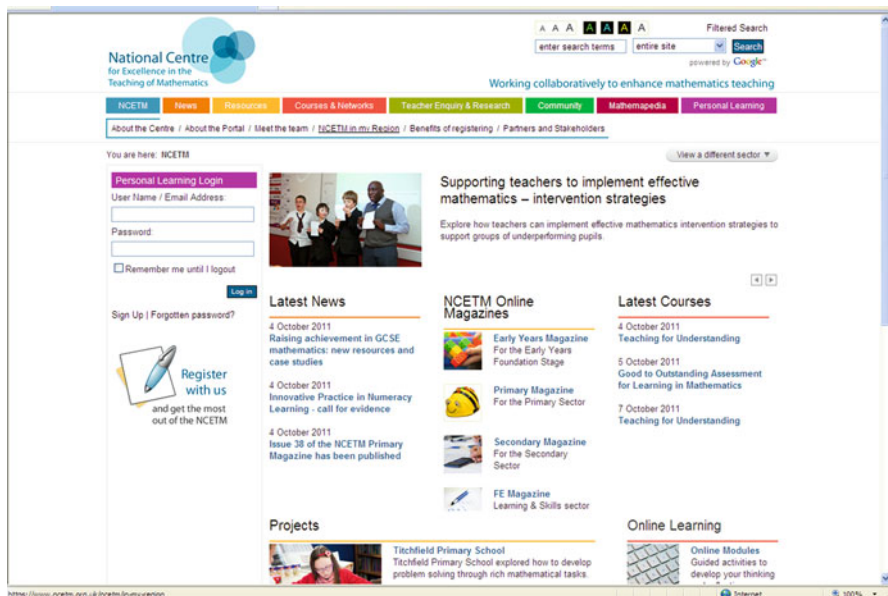 A A A A A A A Filtered Search
enter search terms entire site Search
powered by Google™
National Centre
for Excellence in the
Teaching of Mathematics
Working collaboratively to enhance mathematics teaching
NCETM News Resources Courses & Networks Teacher Enquiry & Research Community Mathemapedia Personal Learning
About the Centre / About the Portal / Meet the team / NCETM in my Region / Benefits of registering / Partners and Stakeholders
You are here: NCETM
View a different sector ▼
Personal Learning Login
User Name / Email Address:
Password:
Remember me until I logout
Log in
Sign Up | Forgotten password?
Register
with us
and get the most
out of the NCETM
Supporting teachers to implement effective
mathematics – intervention strategies
Explore how teachers can implement effective mathematics intervention strategies to
support groups of underperforming pupils.
Latest News
4 October 2011
Raising achievement in GCSE
mathematics: new resources and
case studies
4 October 2011
Innovative Practice in Numeracy
Learning - call for evidence
4 October 2011
Issue 38 of the NCETM Primary
Magazine has been published
NCETM Online
Magazines
Early Years Magazine
For the Early Years
Foundation Stage
Primary Magazine
For the Primary Sector
Secondary Magazine
For the Secondary
Sector
FE Magazine
Learning & Skills sector
Latest Courses
4 October 2011
Teaching for Understanding
5 October 2011
Good to Outstanding Assessment
for Learning in Mathematics
7 October 2011
Teaching for Understanding
Projects
Titchfield Primary School
Titchfield Primary School explored how to develop
problem solving through rich mathematical tasks.
Online Learning
Online Modules
Guided activities to
develop your thinking
https://www.ncetm.org.uk/ncetm/in-my-region
Internet
100%